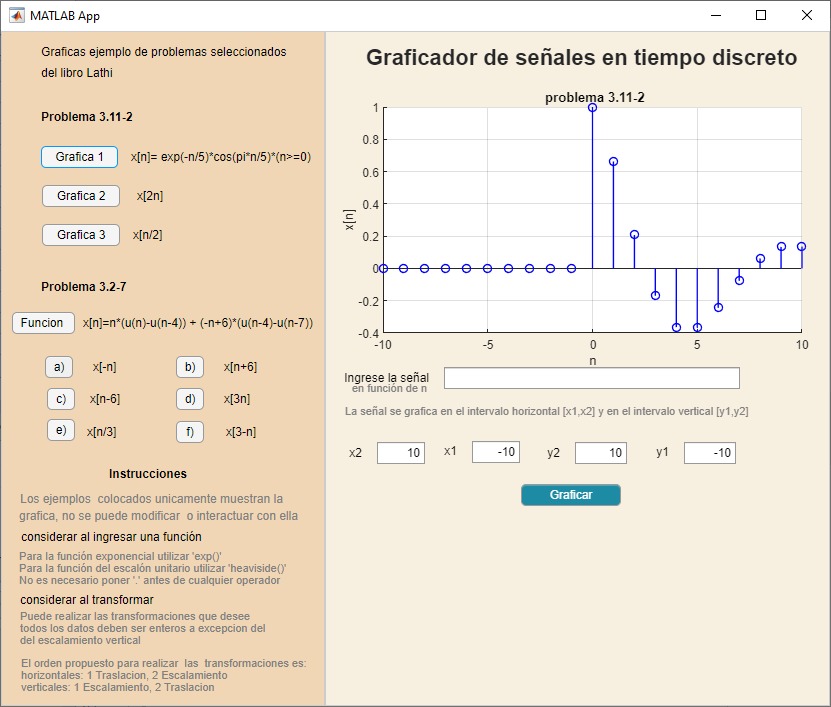 MATLAB App
Graficas ejemplo de problemas seleccionados
del libro Lathi
Problema 3.11-2
Grafica 1 x[n]= exp(-n/5)*cos(pi*n/5)*(n>=0)
Grafica 2 x[2n]
Grafica 3 x[n/2]
Problema 3.2-7
Funcion x[n]=n*(u(n)-u(n-4)) + (-n+6)*(u(n-4)-u(n-7))
a) x[-n] b) x[n+6]
c) x[n-6] d) x[3n]
e) x[n/3] f) x[3-n]
Instrucciones
Los ejemplos colocados unicamente muestran la
grafica, no se puede modificar o interactuar con ella
considerar al ingresar una función
Para la función exponencial utilizar 'exp()'
Para la función del escalón unitario utilizar 'heaviside()'
No es necesario poner '.' antes de cualquier operador
considerar al transformar
Puede realizar las transformaciones que desee
todos los datos deben ser enteros a excepcion del
del escalamiento vertical
El orden propuesto para realizar las transformaciones es:
horizontales: 1 Traslacion, 2 Escalamiento
verticales: 1 Escalamiento, 2 Traslacion
Graficador de señales en tiempo discreto
problema 3.11-2
1
0.8
0.6
0.4
0.2
0
-0.2
-0.4
x[n]
-10 -5 0 5 10
n
Ingrese la señal
en función de n
La señal se grafica en el intervalo horizontal [x1,x2] y en el intervalo vertical [y1,y2]
x2 10 x1 -10 y2 10 y1 -10
Graficar